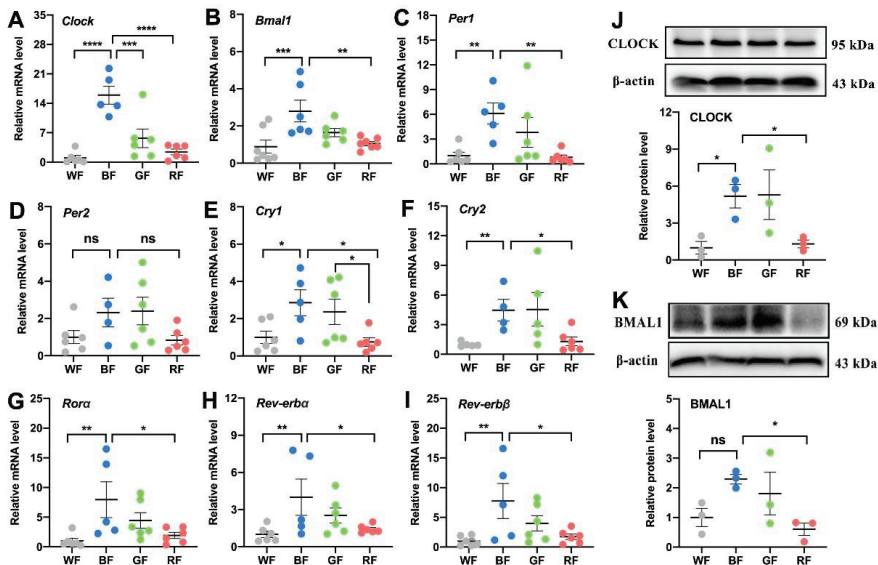 A Clock
Relative mRNA level
35
24
14
7
0
****
****
***
WF BF GF RF
B Bmal1
Relative mRNA level
8
6
4
2
0
***
**
WF BF GF RF
C Per1
Relative mRNA level
18
15
12
9
6
3
0
**
**
WF BF GF RF
D Per2
Relative mRNA level
8
6
4
2
0
ns
ns
WF BF GF RF
E Cry1
Relative mRNA level
8
6
4
2
0
*
*
*
WF BF GF RF
F Cry2
Relative mRNA level
15
12
9
6
3
0
**
*
WF BF GF RF
G Rorα
Relative mRNA level
25
20
15
10
5
0
**
*
WF BF GF RF
H Rev-erbα
Relative mRNA level
12
9
6
3
0
**
*
WF BF GF RF
I Rev-erbβ
Relative mRNA level
25
20
15
10
5
0
**
*
WF BF GF RF
J
CLOCK 95 kDa
β-actin 43 kDa
CLOCK
Relative protein level
12
9
6
3
0
*
*
WF BF GF RF
K
BMAL1 69 kDa
β-actin 43 kDa
BMAL1
Relative protein level
5
4
3
2
1
0
ns
*
WF BF GF RF